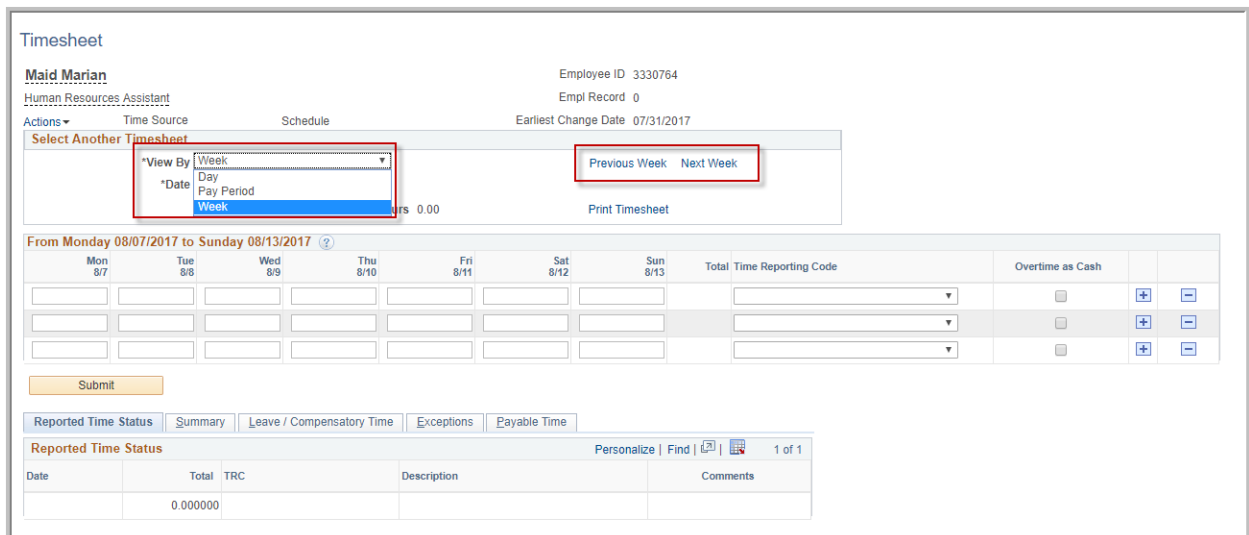 Timesheet
Maid Marian
Employee ID 3330764
Human Resources Assistant
Empl Record 0
Actions Time Source Schedule Earliest Change Date 07/31/2017
Select Another Timesheet
*View By Week
Previous Week Next Week
Day
*Date
Pay Period
Week
urs 0.00 Print Timesheet
From Monday 08/07/2017 to Sunday 08/13/2017 ?
Mon Tue Wed Thu Fri Sat Sun Total Time Reporting Code Overtime as Cash
8/7 8/8 8/9 8/10 8/11 8/12 8/13
+ -
+ -
+ -
Submit
Reported Time Status Summary Leave / Compensatory Time Exceptions Payable Time
Reported Time Status Personalize | Find | | 1 of 1
Date Total TRC Description Comments
0.000000